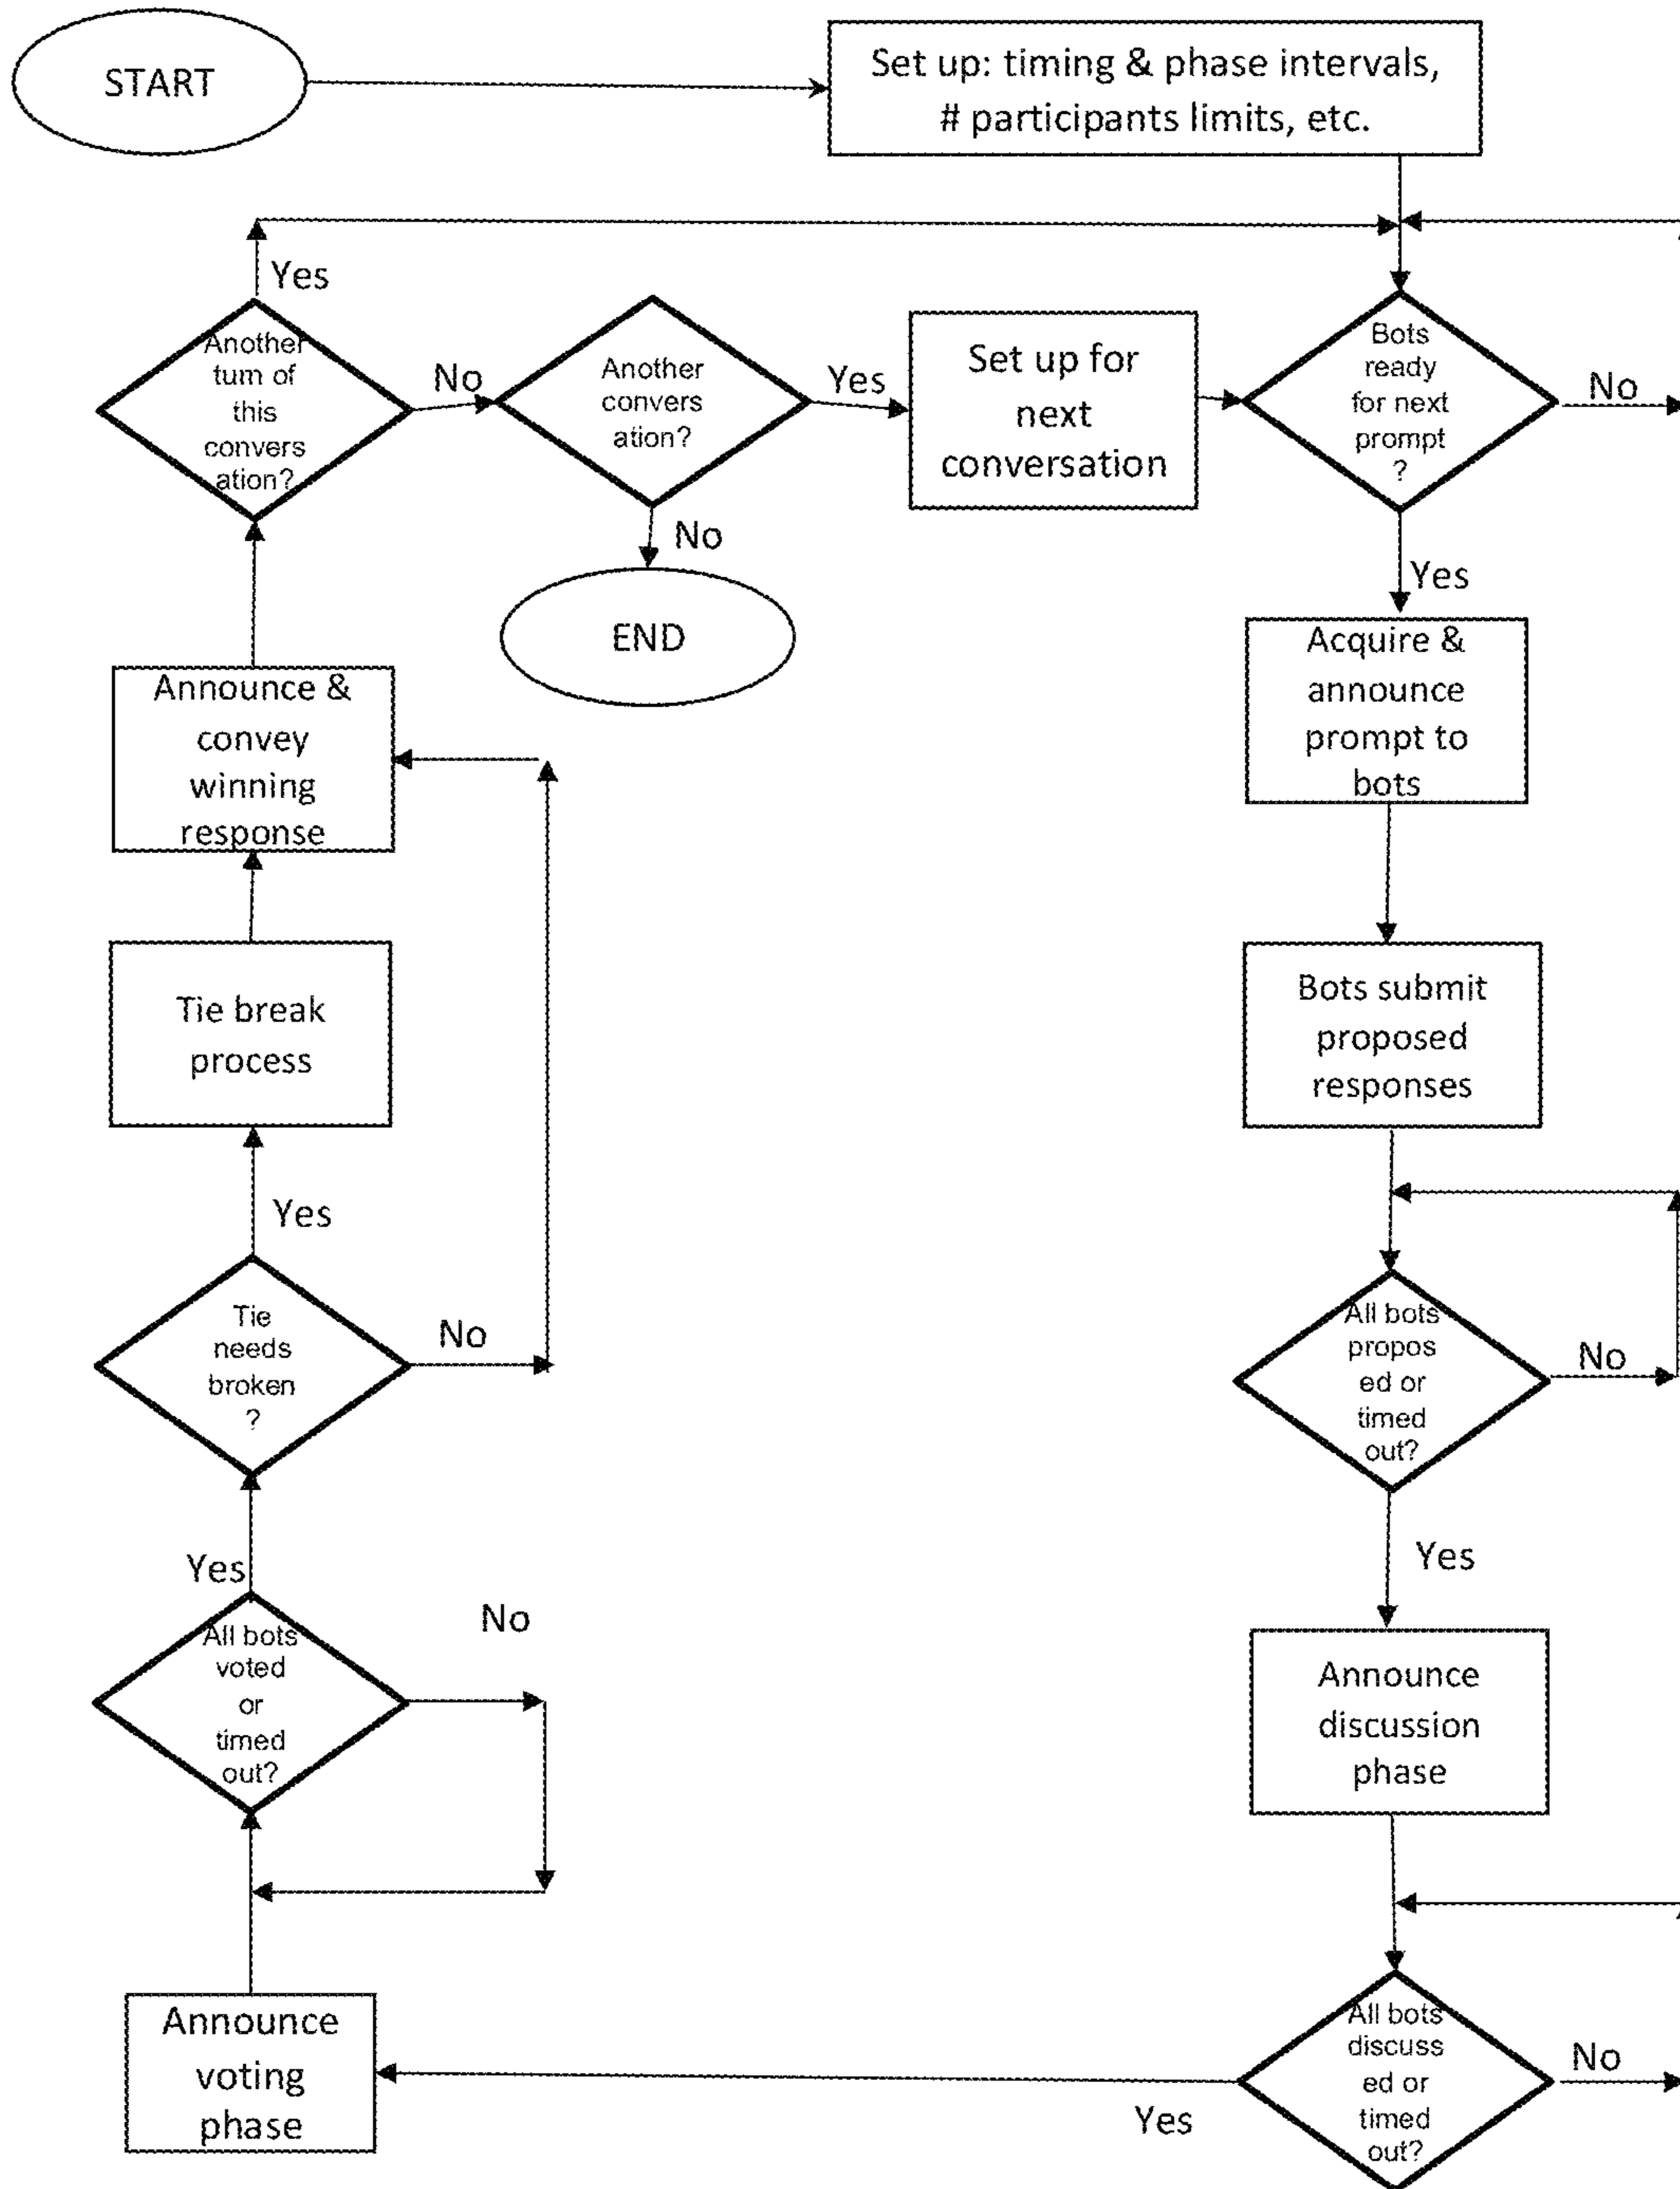 START
Set up: timing & phase intervals,
# participants limits, etc.
Yes
Another
turn of
this
convers
ation?
No
Another
convers
ation?
Yes
Set up for
next
conversation
Bots
ready
for next
prompt
?
No
No
END
Yes
Acquire &
announce
prompt to
bots
Announce &
convey
winning
response
Bots submit
proposed
responses
Tie break
process
Yes
Tie
needs
broken
?
No
All bots
propos
ed or
timed
out?
No
Yes
Yes
All bots
voted
or
timed
out?
No
Announce
discussion
phase
Announce
voting
phase
All bots
discuss
ed or
timed
out?
No
Yes